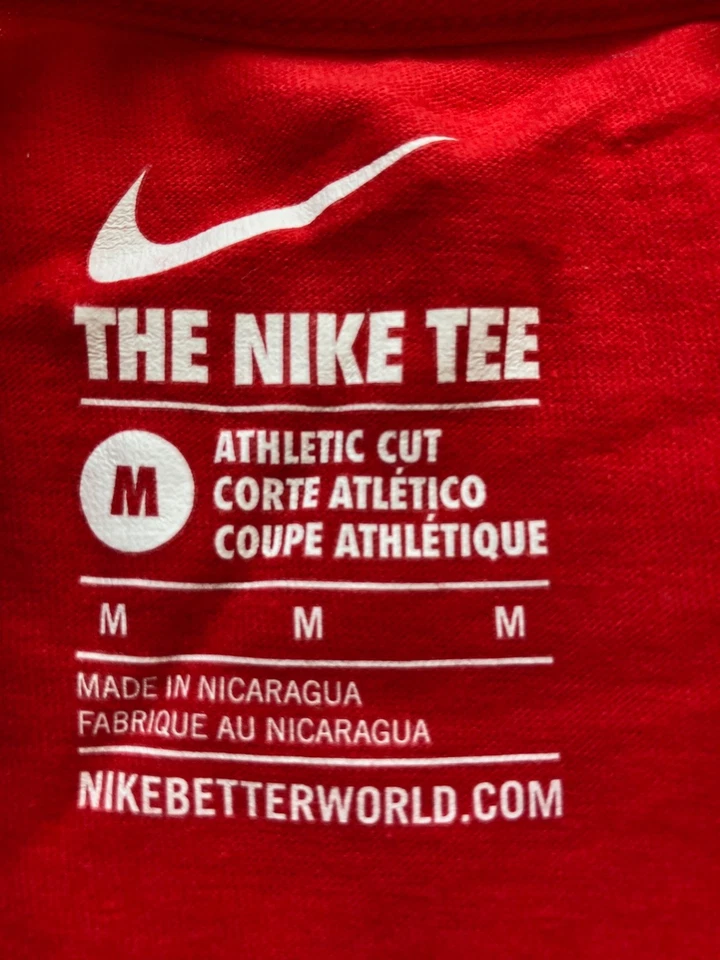 THE NIKE TEE
M
ATHLETIC CUT
CORTE ATLÉTICO
COUPE ATHLÉTIQUE
M M M
MADE IN NICARAGUA
FABRIQUE AU NICARAGUA
NIKEBETTERWORLD.COM